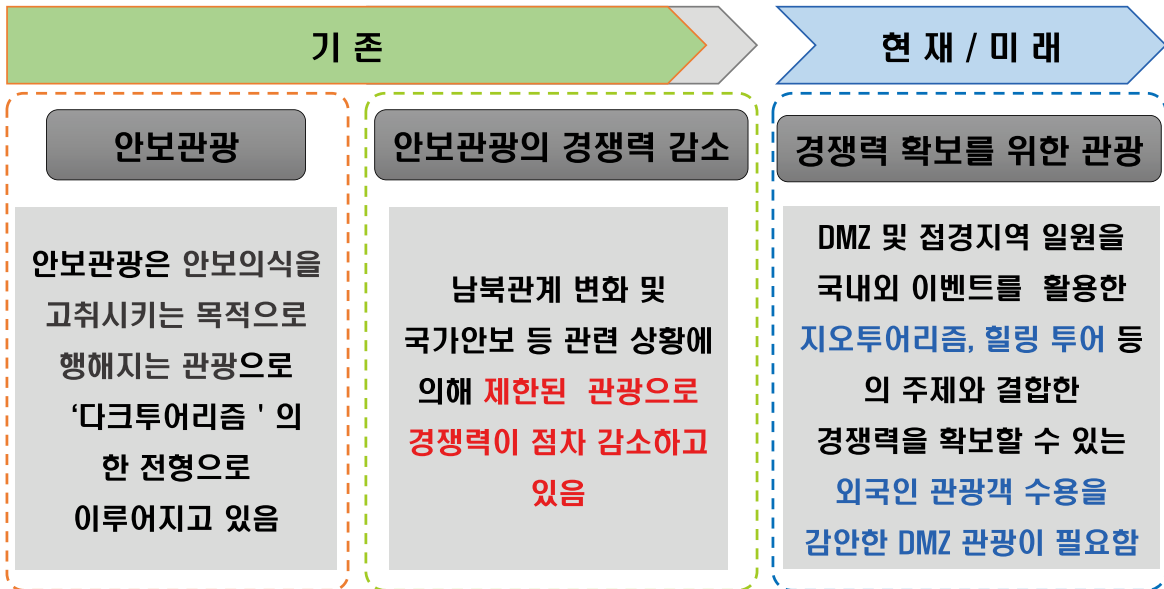 기 존
현 재 / 미 래
안보관광
안보관광은 안보의식을
고취시키는 목적으로
행해지는 관광으로
‘다크투어리즘 ' 의
한 전형으로
이루어지고 있음
안보관광의 경쟁력 감소
남북관계 변화 및
국가안보 등 관련 상황에
의해 제한된 관광으로
경쟁력이 점차 감소하고
있음
경쟁력 확보를 위한 관광
DMZ 및 접경지역 일원을
국내외 이벤트를 활용한
지오투어리즘, 힐링 투어 등
의 주제와 결합한
경쟁력을 확보할 수 있는
외국인 관광객 수용을
감안한 DMZ 관광이 필요함